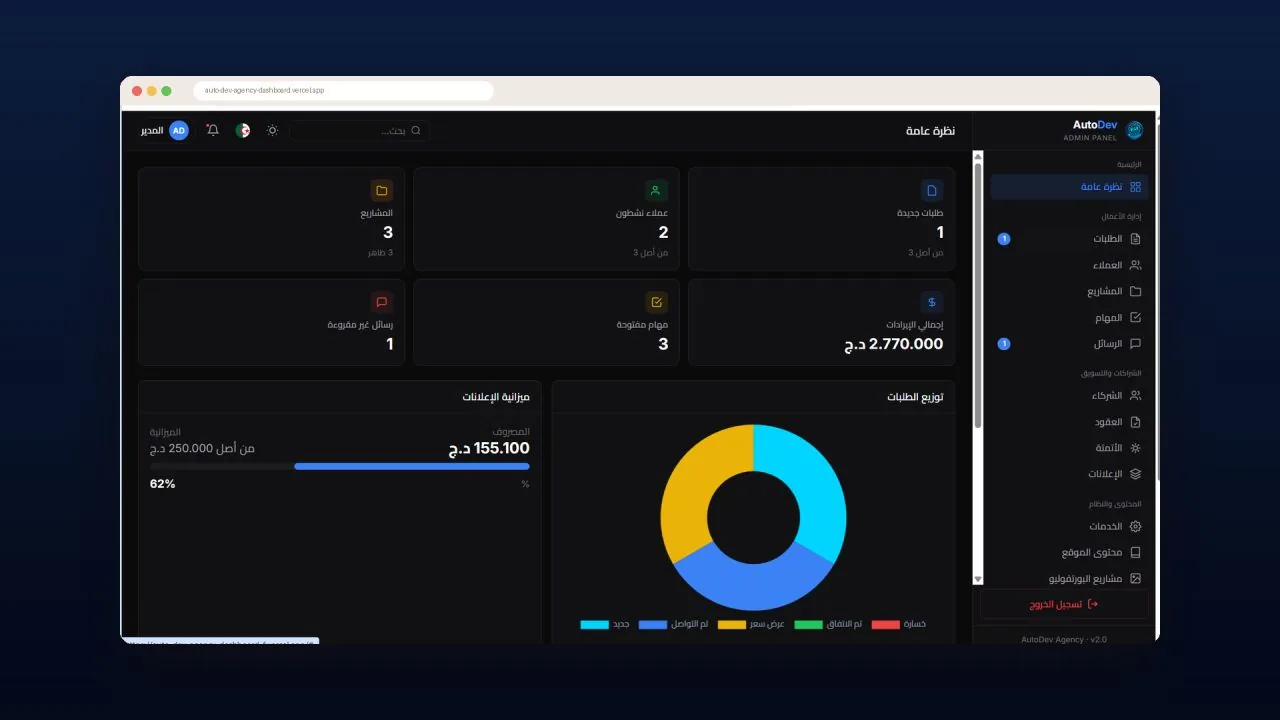 auto-dev-agency-dashboard.vercel.app
AutoDev
ADMIN PANEL
نظرة عامة
بحث...
AD
المدير
الرئيسية
نظرة عامة
إدارة الأعمال
الطلبات
1
العملاء
المشاريع
المهام
الرسائل
1
الشراكات والتسويق
الشركاء
العقود
الأتمتة
الإعلانات
المحتوى والنظام
الخدمات
محتوى الموقع
مشاريع البورتفوليو
تسجيل الخروج
AutoDev Agency · v2.0
طلبات جديدة
1
من أصل 3
عملاء نشطون
2
من أصل 3
المشاريع
3
3 ظاهر
إجمالي الإيرادات
2.770.000 د.ج
مهام مفتوحة
3
رسائل غير مقروءة
1
توزيع الطلبات
جديد
تم التواصل
عرض سعر
تم الاتفاق
خسارة
ميزانية الإعلانات
المصروف
الميزانية
155.100 د.ج
من أصل 250.000 د.ج
%
62%